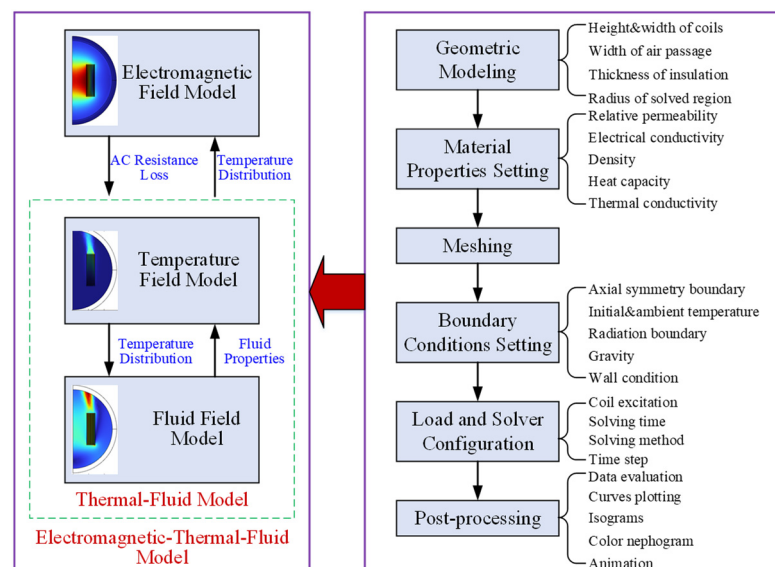 Electromagnetic
Field Model
AC Resistance
Loss
Temperature
Distribution
Temperature
Field Model
Temperature
Distribution
Fluid
Properties
Fluid Field
Model
Thermal-Fluid Model
Electromagnetic-Thermal-Fluid
Model
Geometric
Modeling
Height&width of coils
Width of air passage
Thickness of insulation
Radius of solved region
Material
Properties Setting
Relative permeability
Electrical conductivity
Density
Heat capacity
Thermal conductivity
Meshing
Boundary
Conditions Setting
Axial symmetry boundary
Initial&ambient temperature
Radiation boundary
Gravity
Wall condition
Load and Solver
Configuration
Coil excitation
Solving time
Solving method
Time step
Post-processing
Data evaluation
Curves plotting
Isograms
Color nephogram
Animation